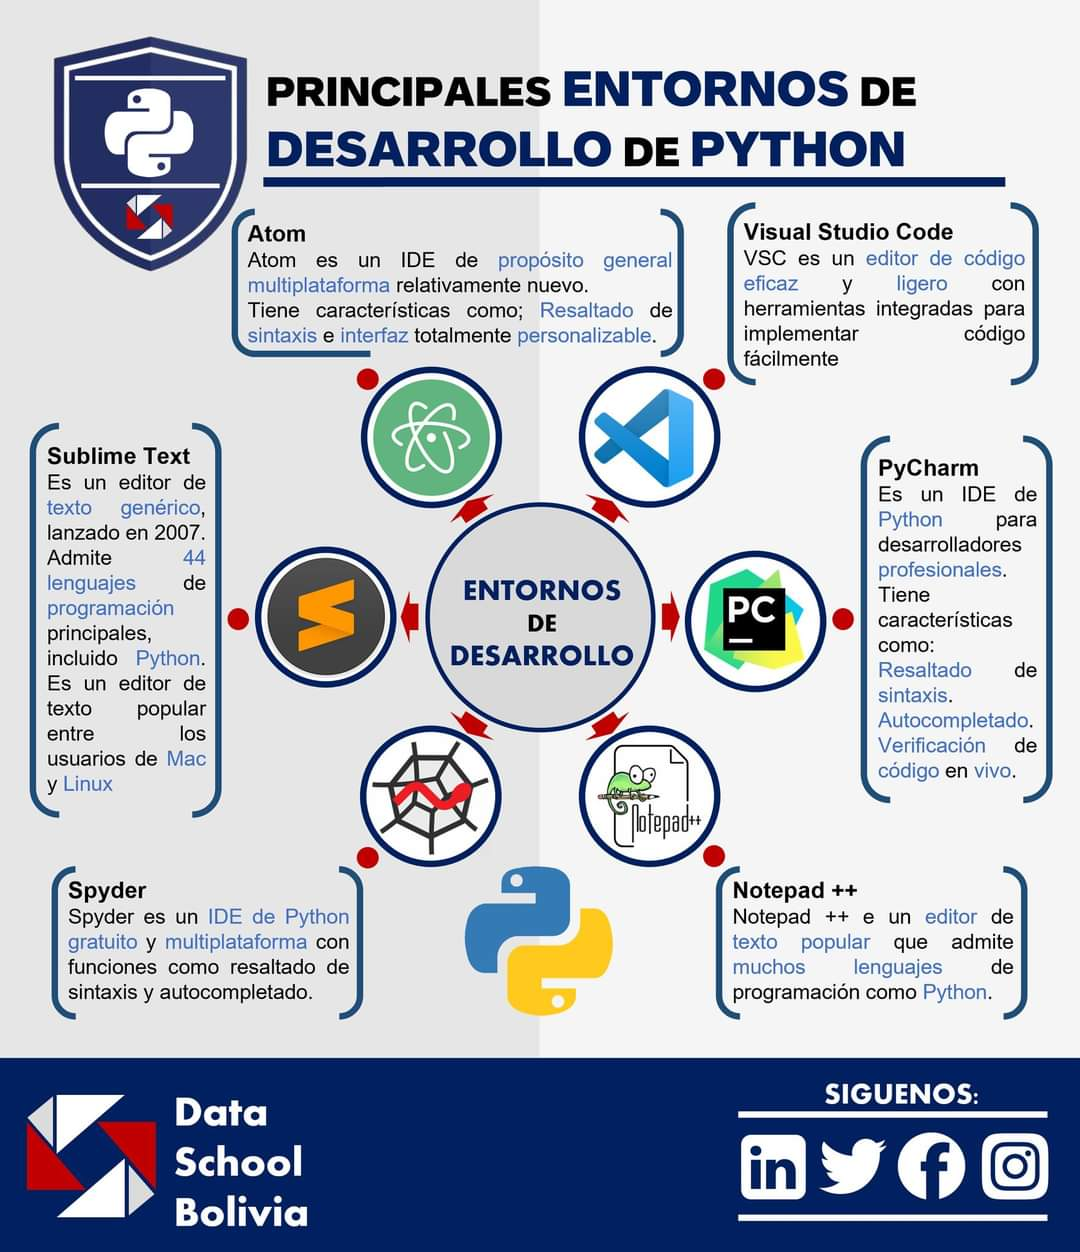 PRINCIPALES ENTORNOS DE
DESARROLLO DE PYTHON
Atom
Atom es un IDE de propósito general
multiplataforma relativamente nuevo.
Tiene características como; Resaltado de
sintaxis e interfaz totalmente personalizable.
Visual Studio Code
VSC es un editor de código
eficaz y ligero con
herramientas integradas para
implementar código
fácilmente
Sublime Text
Es un editor de
texto genérico,
lanzado en 2007.
Admite 44
lenguajes de
programación
principales,
incluido Python.
Es un editor de
texto popular
entre los
usuarios de Mac
y Linux
PyCharm
Es un IDE de
Python para
desarrolladores
profesionales.
Tiene
características
como:
Resaltado de
sintaxis.
Autocompletado.
Verificación de
código en vivo.
ENTORNOS
DE
DESARROLLO
PC
Notepad++
Spyder
Spyder es un IDE de Python
gratuito y multiplataforma con
funciones como resaltado de
sintaxis y autocompletado.
Notepad ++
Notepad ++ e un editor de
texto popular que admite
muchos lenguajes de
programación como Python.
Data
School
Bolivia
SIGUENOS:
in